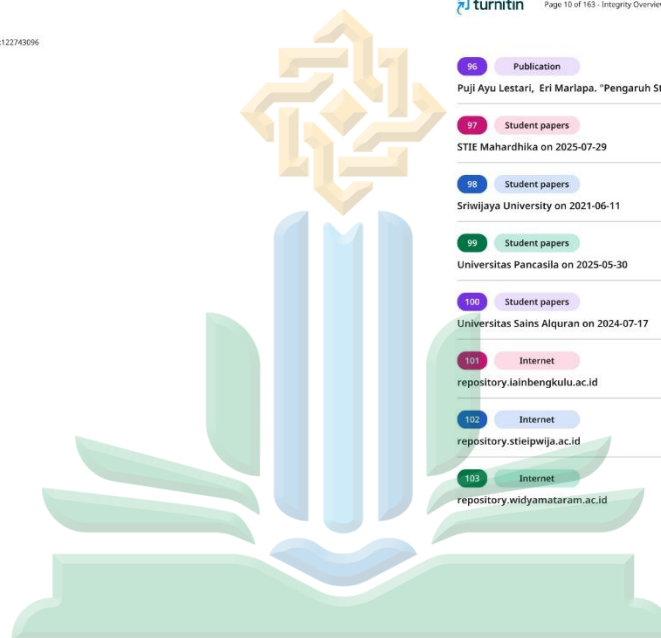 :122743096
turnitin Page 10 of 163 - Integrity Overview
96 Publication
Puji Ayu Lestari, Eri Marlapa. "Pengaruh
97 Student papers
STIE Mahardhika on 2025-07-29
98 Student papers
Sriwijaya University on 2021-06-11
99 Student papers
Universitas Pancasila on 2025-05-30
100 Student papers
Universitas Sains Alquran on 2024-07-17
101 Internet
repository.iainbengkulu.ac.id
102 Internet
repository.stieipwija.ac.id
103 Internet
repository.widyamataram.ac.id